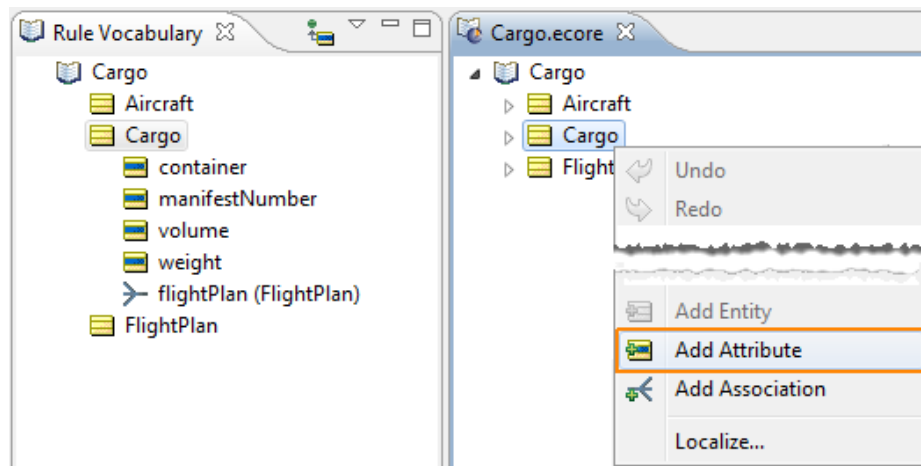 Rule Vocabulary
Cargo
Aircraft
Cargo
container
manifestNumber
volume
weight
flightPlan (FlightPlan)
FlightPlan
Cargo.ecore
Cargo
Aircraft
Cargo
Flight
Undo
Redo
Add Entity
Add Attribute
Add Association
Localize...